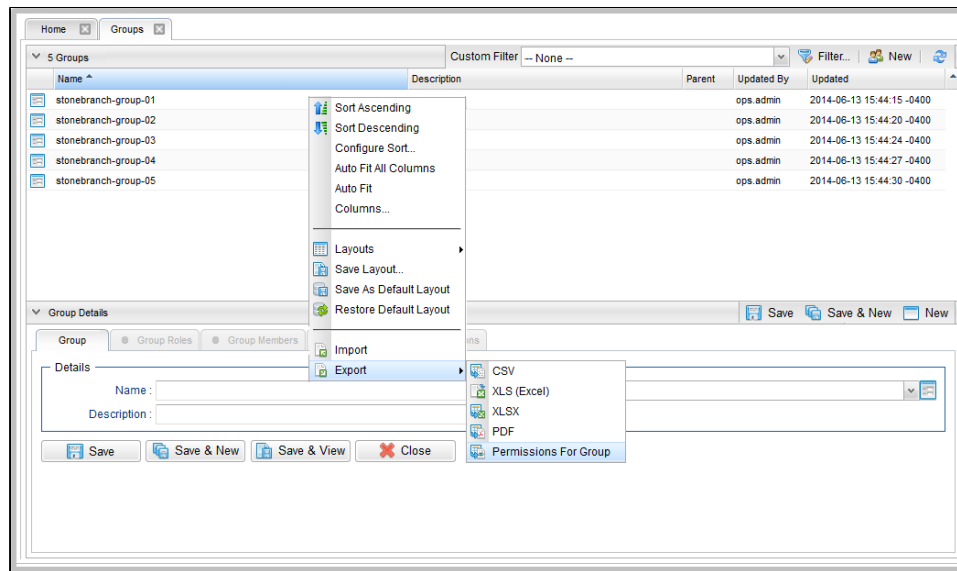 Home Groups
5 Groups Custom Filter -- None -- Filter... New
Name Description Parent Updated By Updated
stonebranch-group-01 ops.admin 2014-06-13 15:44:15 -0400
stonebranch-group-02 ops.admin 2014-06-13 15:44:20 -0400
stonebranch-group-03 ops.admin 2014-06-13 15:44:24 -0400
stonebranch-group-04 ops.admin 2014-06-13 15:44:27 -0400
stonebranch-group-05 ops.admin 2014-06-13 15:44:30 -0400
Sort Ascending
Sort Descending
Configure Sort...
Auto Fit All Columns
Auto Fit
Columns...
Layouts
Save Layout...
Save As Default Layout
Restore Default Layout
Import
Export
Group Details Save Save & New New
Group Group Roles Group Members
Details
Name :
Description :
CSV
XLS (Excel)
XLSX
PDF
Permissions For Group
Save Save & New Save & View Close